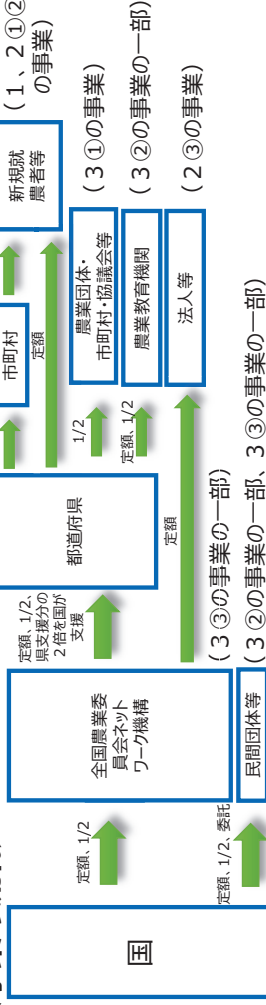 国
定額、1/2
定額、1/2、委託
全国農業委
員会ネット
ワーク機構
(3③の事業の一部)
民間団体等
(3②の事業の一部、3③の事業の一部)
定額、1/2、
県支援分の
2倍を国が
支援
都道府県
定額
市町村
定額
1/2
定額、1/2
新規就
農者等
(1、2①②
の事業)
農業団体・
市町村・協議会等
(3①の事業)
農業教育機関
(3②の事業の一部)
法人等
(2③の事業)